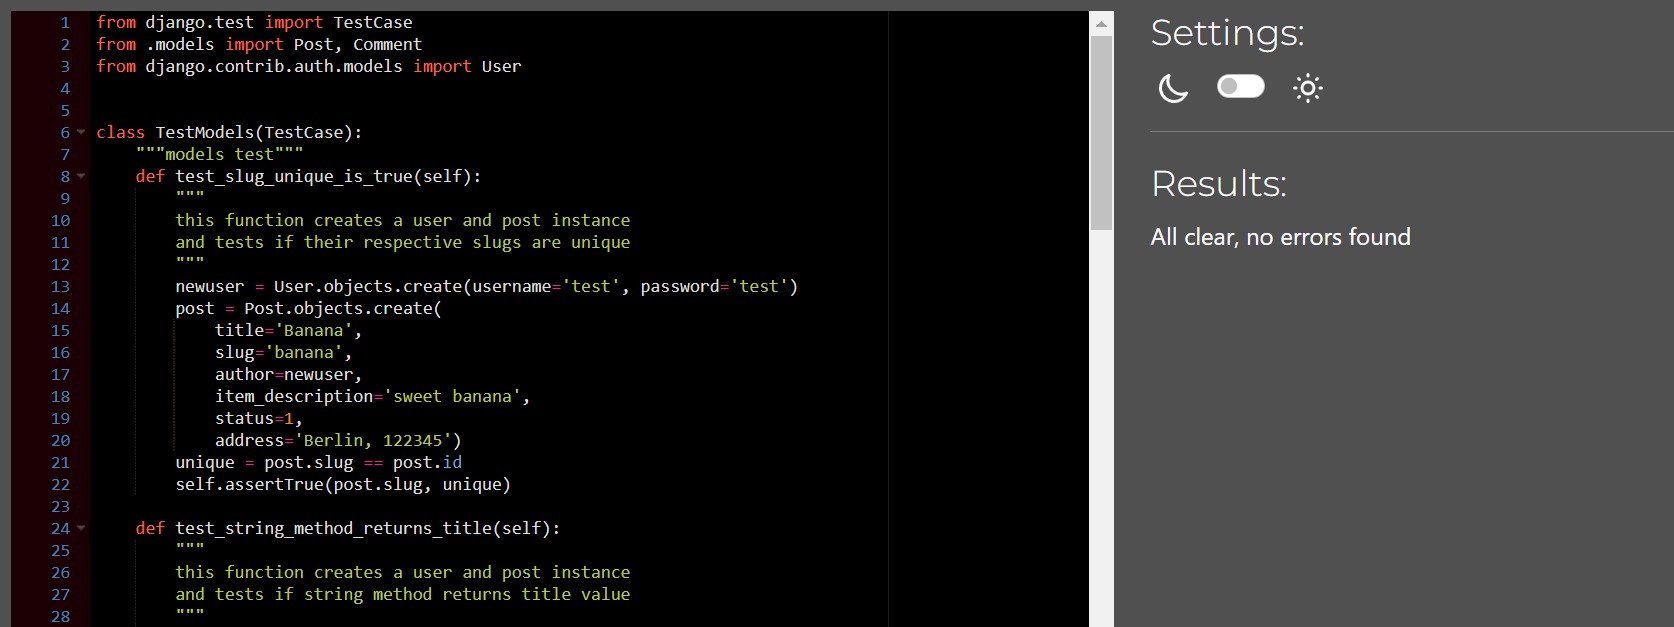 1 from django.test import TestCase
2 from .models import Post, Comment
3 from django.contrib.auth.models import User
4
5
6 class TestModels(TestCase):
7     """models test"""
8     def test_slug_unique_is_true(self):
9         """
10         this function creates a user and post instance
11         and tests if their respective slugs are unique
12         """
13         newuser = User.objects.create(username='test', password='test')
14         post = Post.objects.create(
15             title='Banana',
16             slug='banana',
17             author=newuser,
18             item_description='sweet banana',
19             status=1,
20             address='Berlin, 122345')
21         unique = post.slug == post.id
22         self.assertTrue(post.slug, unique)
23
24     def test_string_method_returns_title(self):
25         """
26         this function creates a user and post instance
27         and tests if string method returns title value
28         """
Settings:
Results:
All clear, no errors found